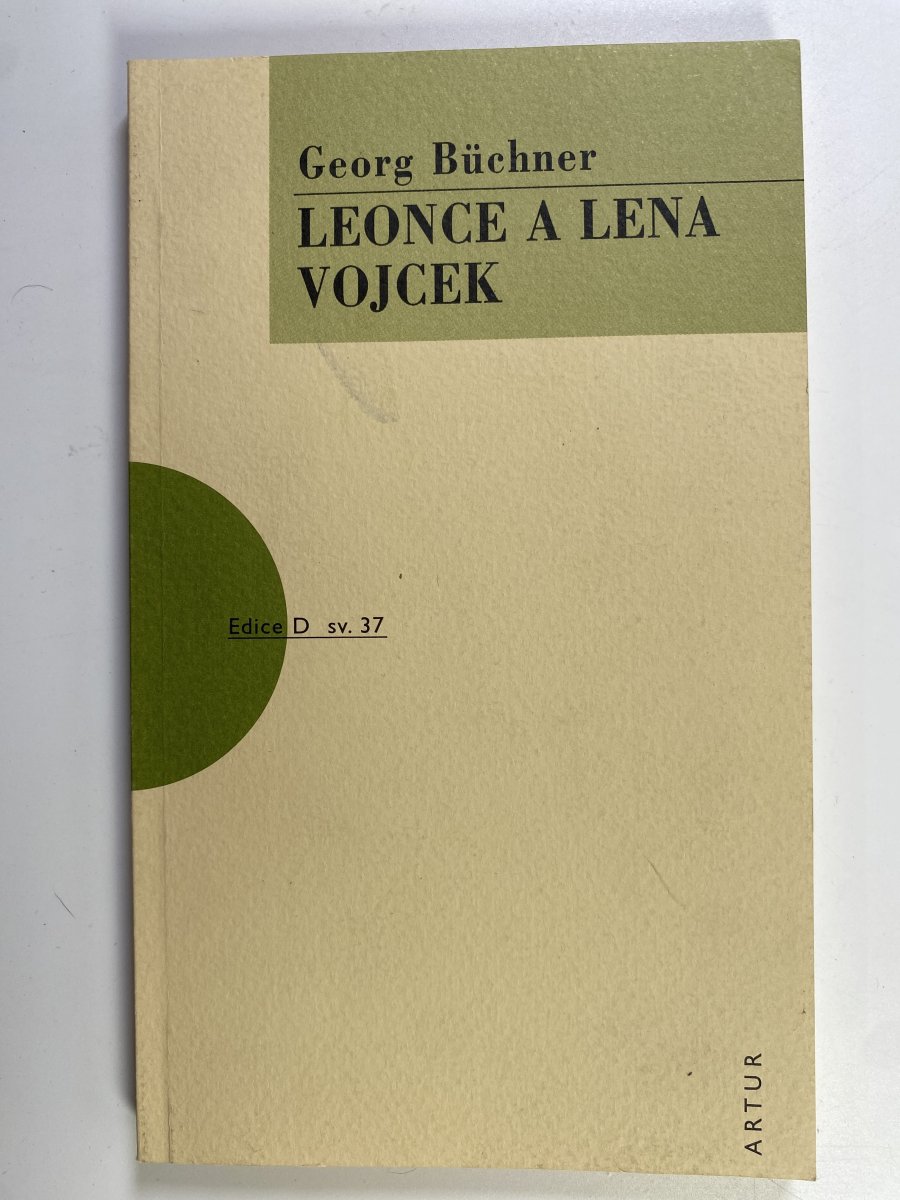 Georg Büchner
LEONCE A LENA
VOJCEK
Edice D sv. 37
ARTUR